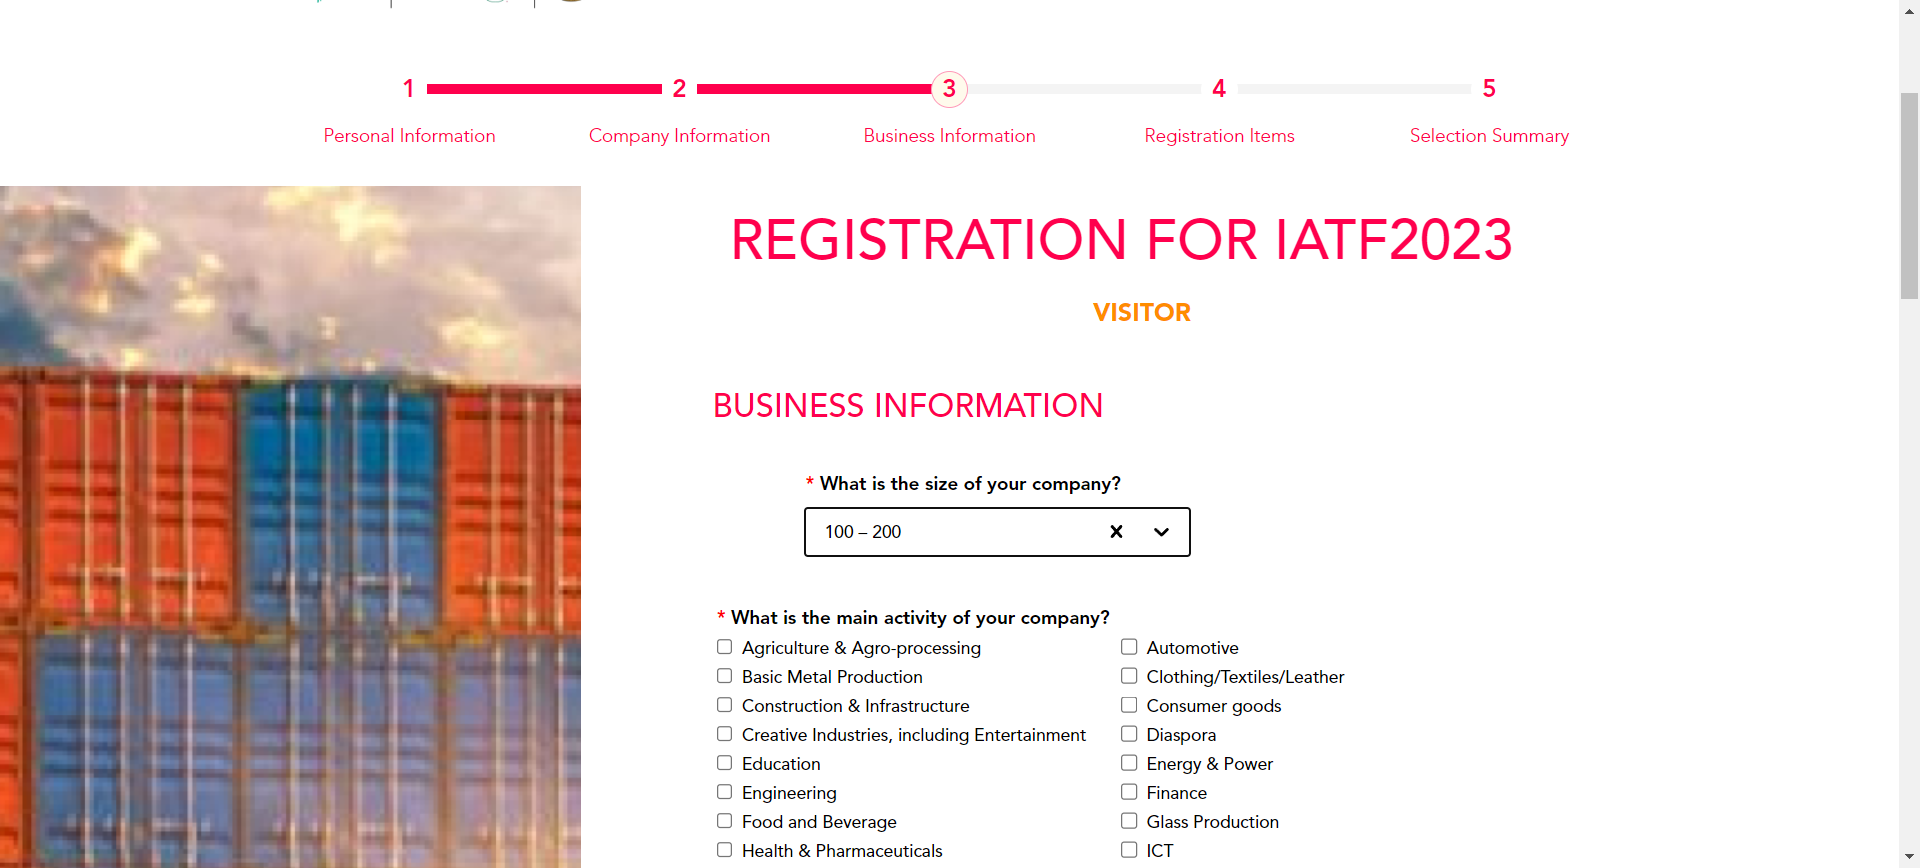 1 2 3 4 5
Personal Information Company Information Business Information Registration Items Selection Summary
REGISTRATION FOR IATF2023
VISITOR
BUSINESS INFORMATION
* What is the size of your company?
100 – 200
* What is the main activity of your company?
Agriculture & Agro-processing Automotive
Basic Metal Production Clothing/Textiles/Leather
Construction & Infrastructure Consumer goods
Creative Industries, including Entertainment Diaspora
Education Energy & Power
Engineering Finance
Food and Beverage Glass Production
Health & Pharmaceuticals ICT